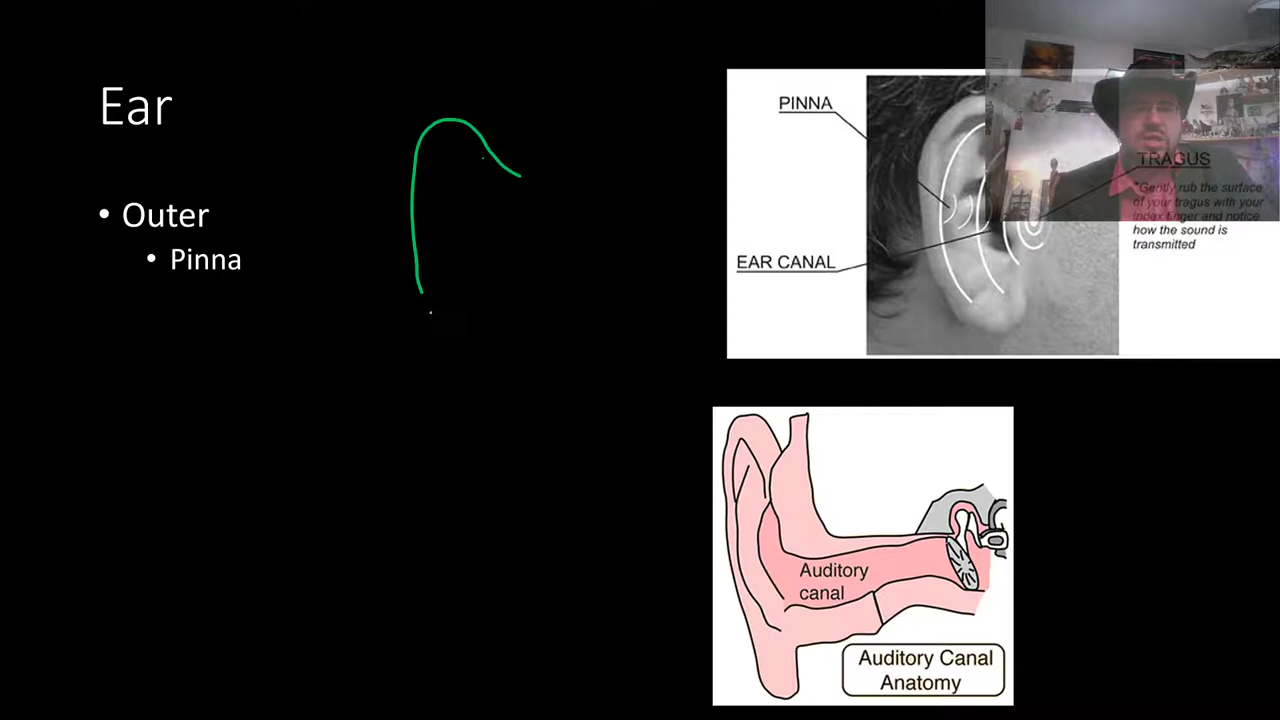 Ear
• Outer
• Pinna
PINNA
EAR CANAL
TRAGUS
*Gently rub the surface
of your tragus with your
index finger and notice
how the sound is
transmitted
Auditory
canal
Auditory Canal
Anatomy